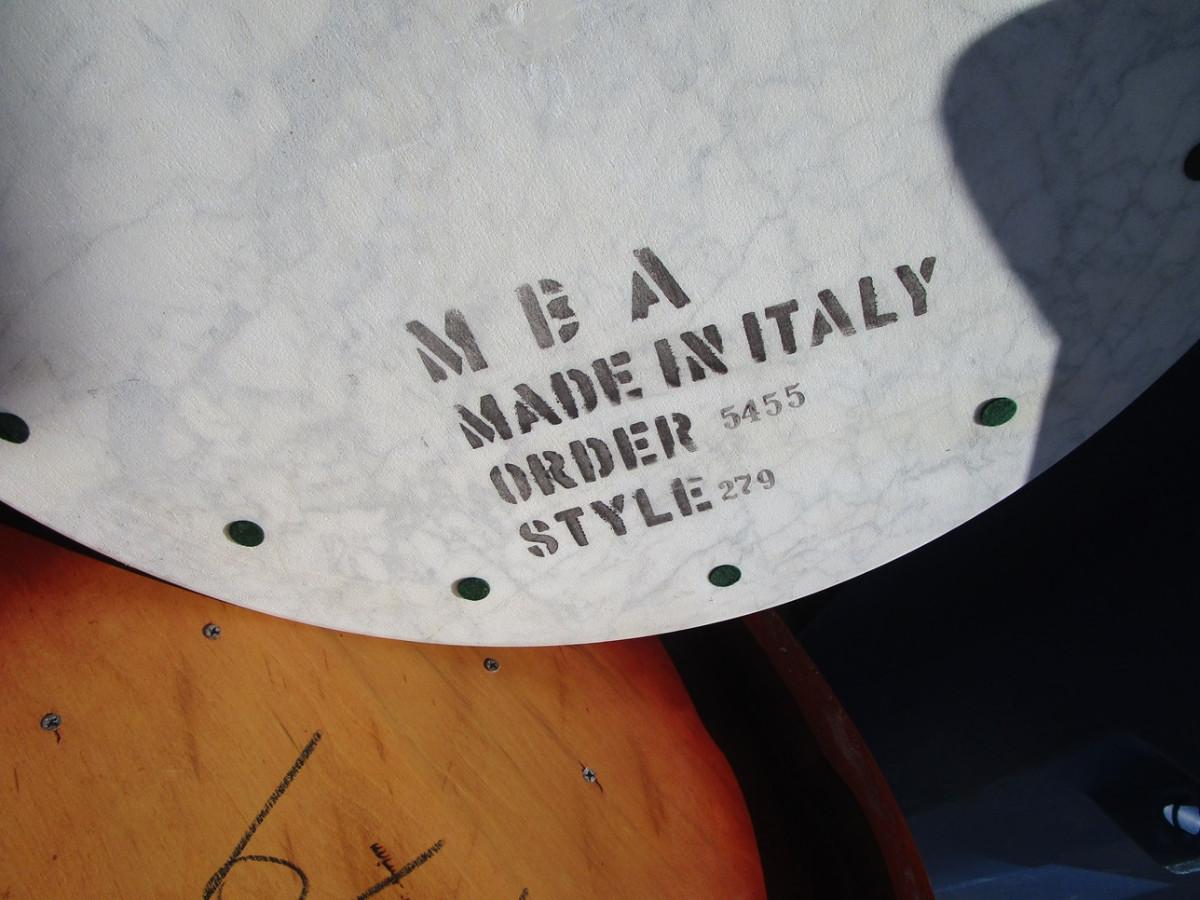 M B A
MADE IN ITALY
ORDER 5455
STYLE 279